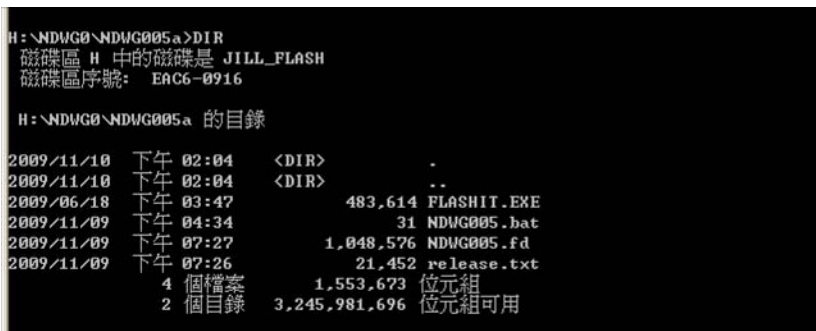 H:\NDWG0\NDWG005a>DIR
磁碟區 H 中的磁碟是 JILL_FLASH
磁碟區序號: EAC6-0916
H:\NDWG0\NDWG005a 的目錄
2009/11/10 下午 02:04 <DIR> .
2009/11/10 下午 02:04 <DIR> ..
2009/06/18 下午 03:47 483,614 FLASHIT.EXE
2009/11/09 下午 04:34 31 NDWG005.bat
2009/11/09 下午 07:27 1,048,576 NDWG005.fd
2009/11/09 下午 07:26 21,452 release.txt
4 個檔案 1,553,673 位元組
2 個目錄 3,245,981,696 位元組可用